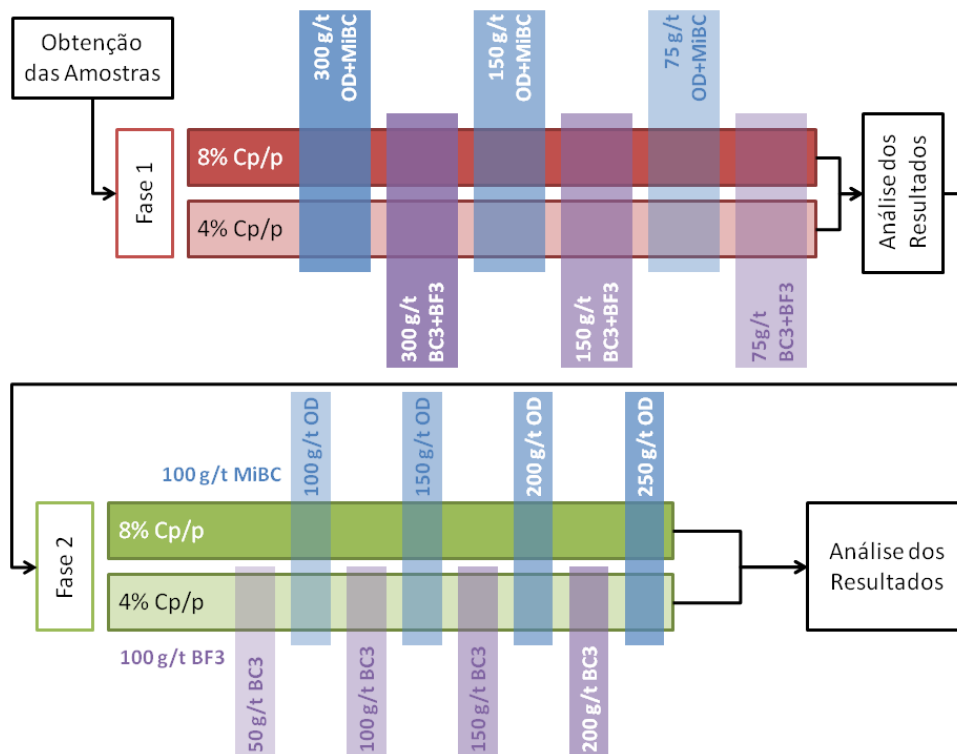 Obtenção
das Amostras
300 g/t
OD+MiBC
150 g/t
OD+MiBC
75 g/t
OD+MiBC
Fase 1
8% Cp/p
4% Cp/p
Análise dos
Resultados
300 g/t
BC3+BF3
150 g/t
BC3+BF3
75g/t
BC3+BF3
100 g/t MiBC
100 g/t OD
150 g/t OD
200 g/t OD
250 g/t OD
Fase 2
8% Cp/p
4% Cp/p
Análise dos
Resultados
100 g/t BF3
50 g/t BC3
100 g/t BC3
150 g/t BC3
200 g/t BC3